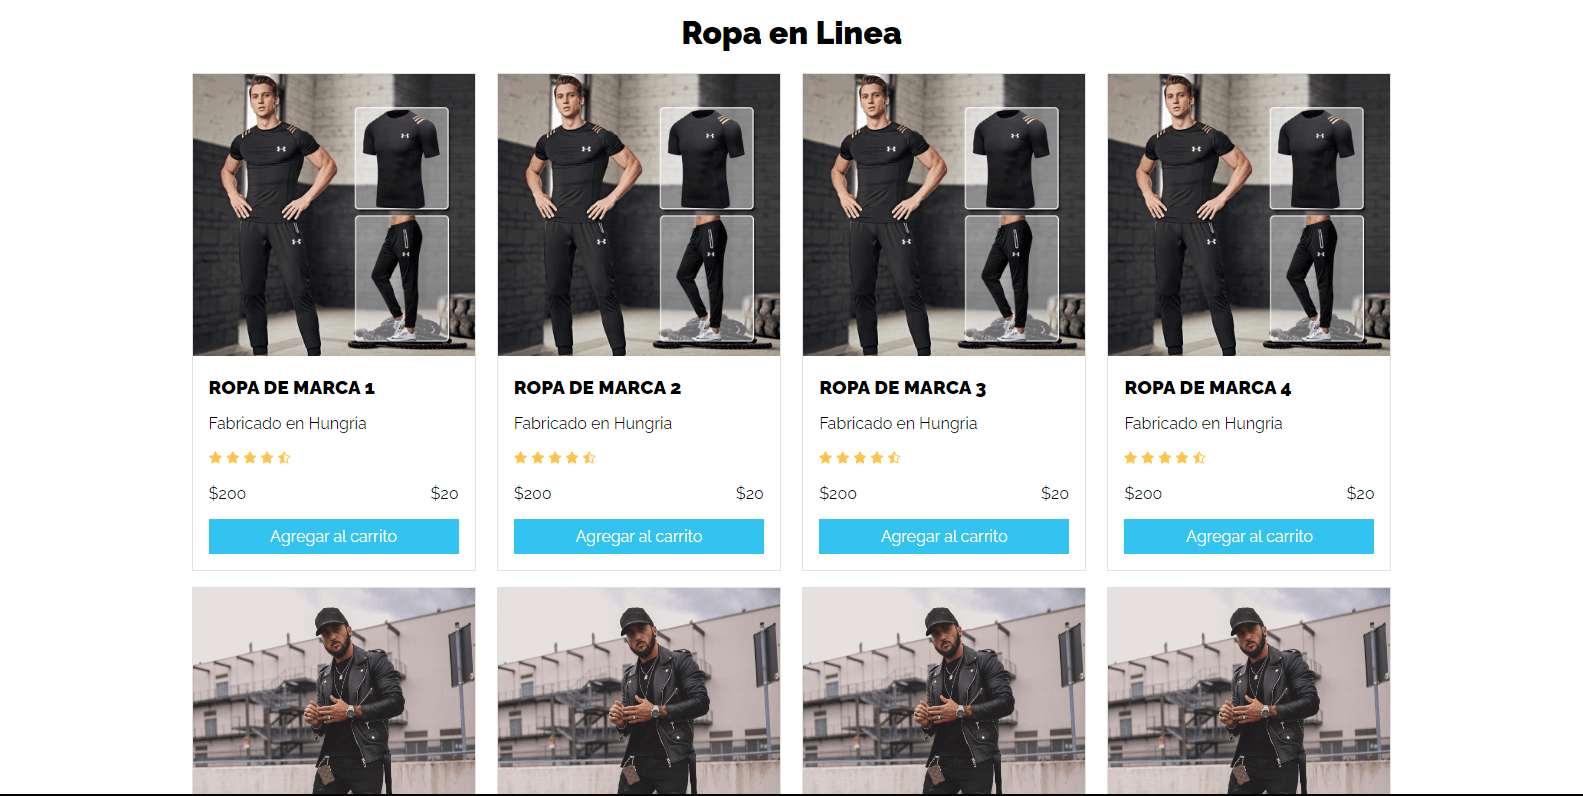 Ropa en Linea
ROPA DE MARCA 1
Fabricado en Hungria
$200 $20
Agregar al carrito
ROPA DE MARCA 2
Fabricado en Hungria
$200 $20
Agregar al carrito
ROPA DE MARCA 3
Fabricado en Hungria
$200 $20
Agregar al carrito
ROPA DE MARCA 4
Fabricado en Hungria
$200 $20
Agregar al carrito